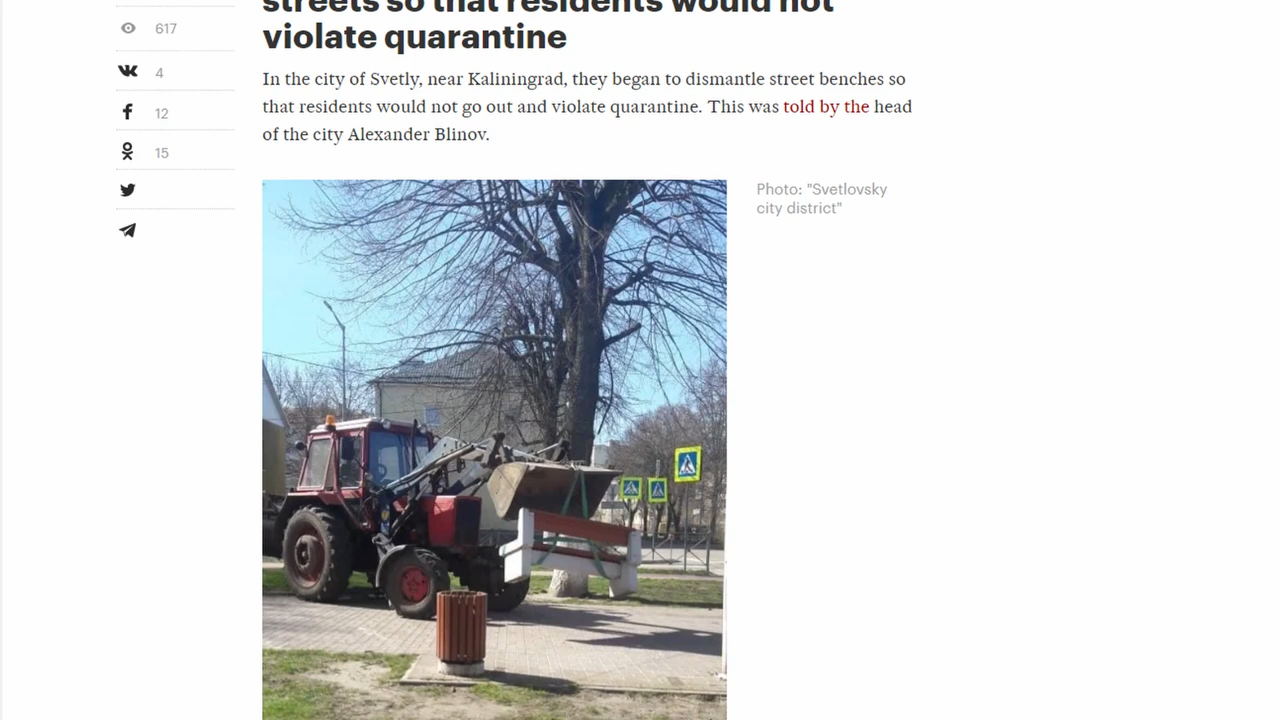 streets so that residents would not
violate quarantine
617
4
12
15
In the city of Svetly, near Kaliningrad, they began to dismantle street benches so
that residents would not go out and violate quarantine. This was told by the head
of the city Alexander Blinov.
Photo: "Svetlovsky
city district"